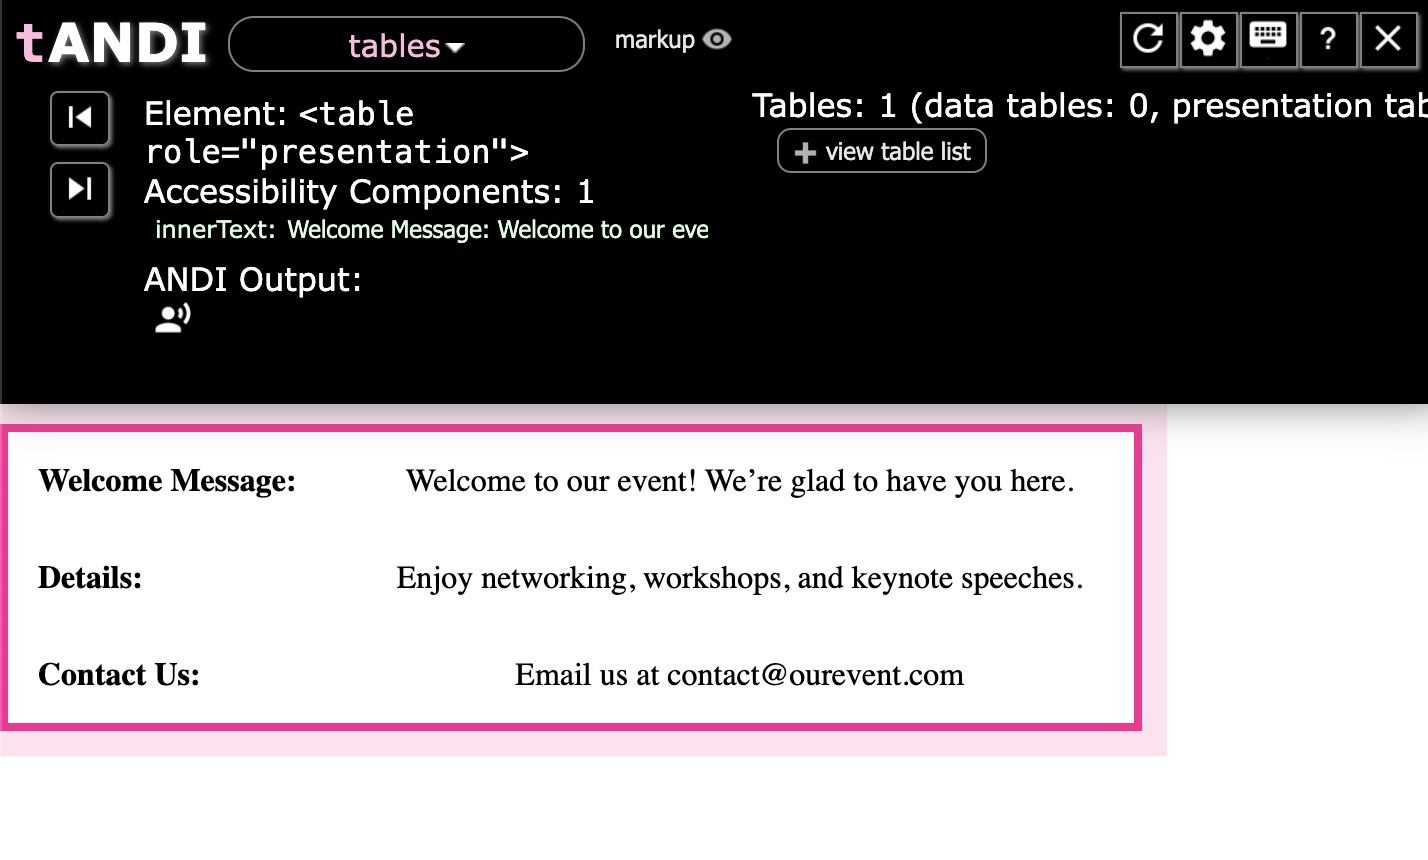 tANDI tables markup ?
Element: <table
role="presentation">
Accessibility Components: 1
innerText: Welcome Message: Welcome to our eve
ANDI Output:
Tables: 1 (data tables: 0, presentation tab
+ view table list
Welcome Message: Welcome to our event! We’re glad to have you here.
Details: Enjoy networking, workshops, and keynote speeches.
Contact Us: Email us at contact@ourevent.com